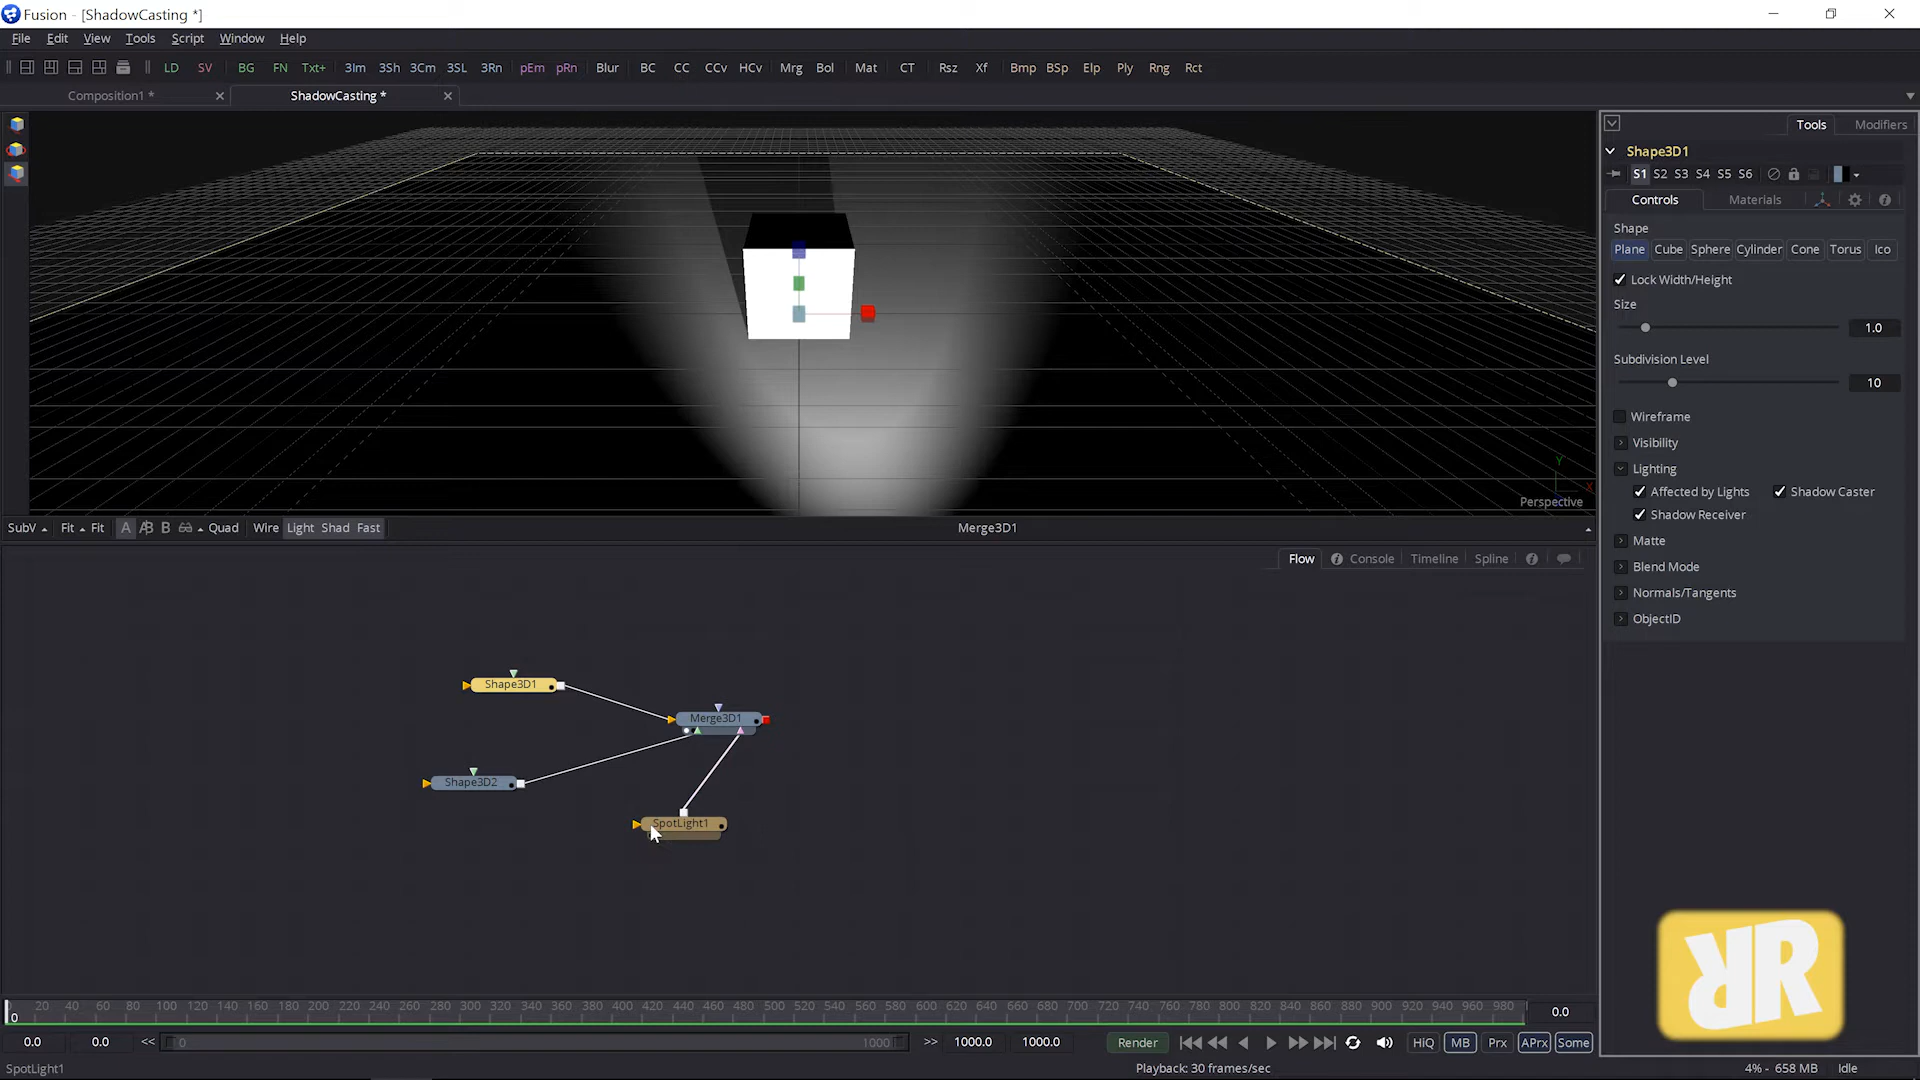 Fusion - [ShadowCasting *]
File Edit View Tools Script Window Help
LD SV BG FN Txt+ 3Im 3Sh 3Cm 3SL 3Rn pEm pRn Blur BC CC CCv HCv Mrg Bol Mat CT Rsz Xf Bmp BSp Elp Ply Rng Rct
Composition1 * ShadowCasting *
Tools Modifiers
Shape3D1
S1 S2 S3 S4 S5 S6
Controls Materials
Shape
Plane Cube Sphere Cylinder Cone Torus Ico
Lock Width/Height
Size
1.0
Subdivision Level
10
Wireframe
Visibility
Lighting
Affected by Lights Shadow Caster
Shadow Receiver
Matte
Blend Mode
Normals/Tangents
ObjectID
Y
X
Perspective
SubV Fit Fit A B Quad Wire Light Shad Fast Merge3D1
Flow Console Timeline Spline
Shape3D1
Merge3D1
Shape3D2
SpotLight1
RR
0 20 40 60 80 100 120 140 160 180 200 220 240 260 280 300 320 340 360 380 400 420 440 460 480 500 520 540 560 580 600 620 640 660 680 700 720 740 760 780 800 820 840 860 880 900 920 940 960 980
0 0.0
0.0 0.0 << 0 1000 >> 1000.0 1000.0 Render HiQ MB Prx APrx Some
SpotLight1 Playback: 30 frames/sec 4% - 658 MB Idle